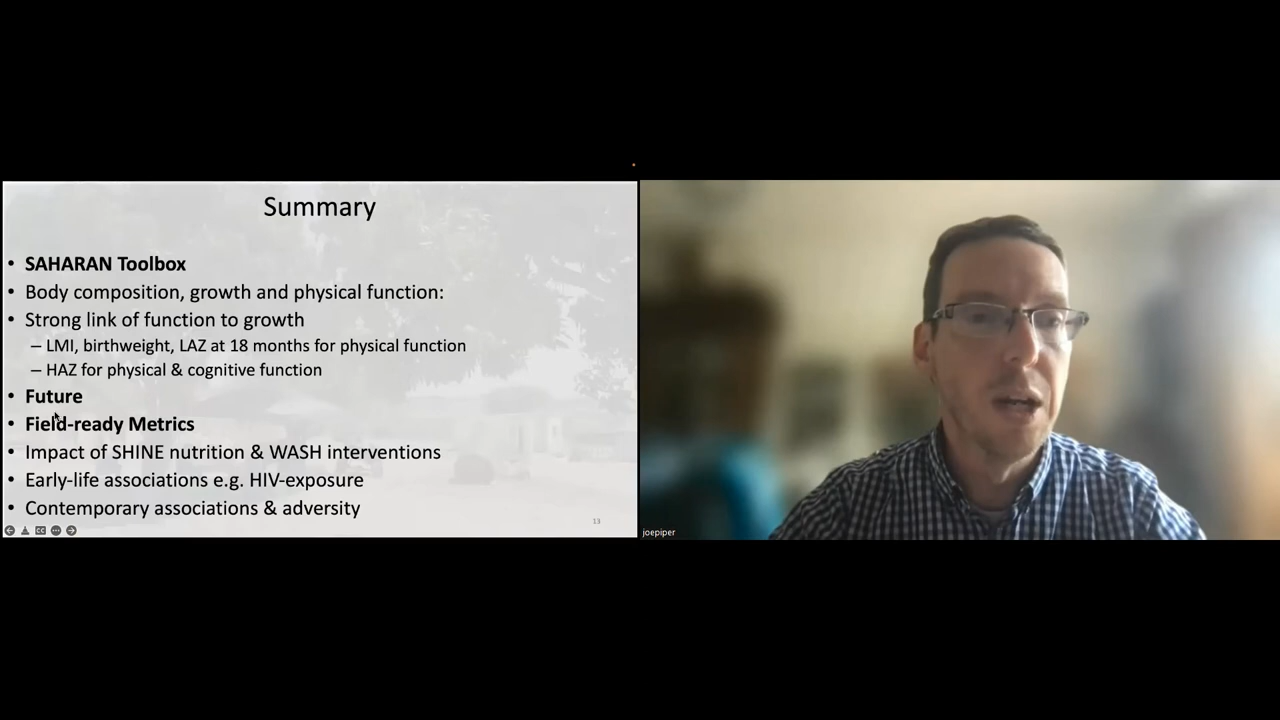 Summary
• SAHARAN Toolbox
• Body composition, growth and physical function:
• Strong link of function to growth
– LMI, birthweight, LAZ at 18 months for physical function
– HAZ for physical & cognitive function
• Future
• Field-ready Metrics
• Impact of SHINE nutrition & WASH interventions
• Early-life associations e.g. HIV-exposure
• Contemporary associations & adversity
13
joepiper